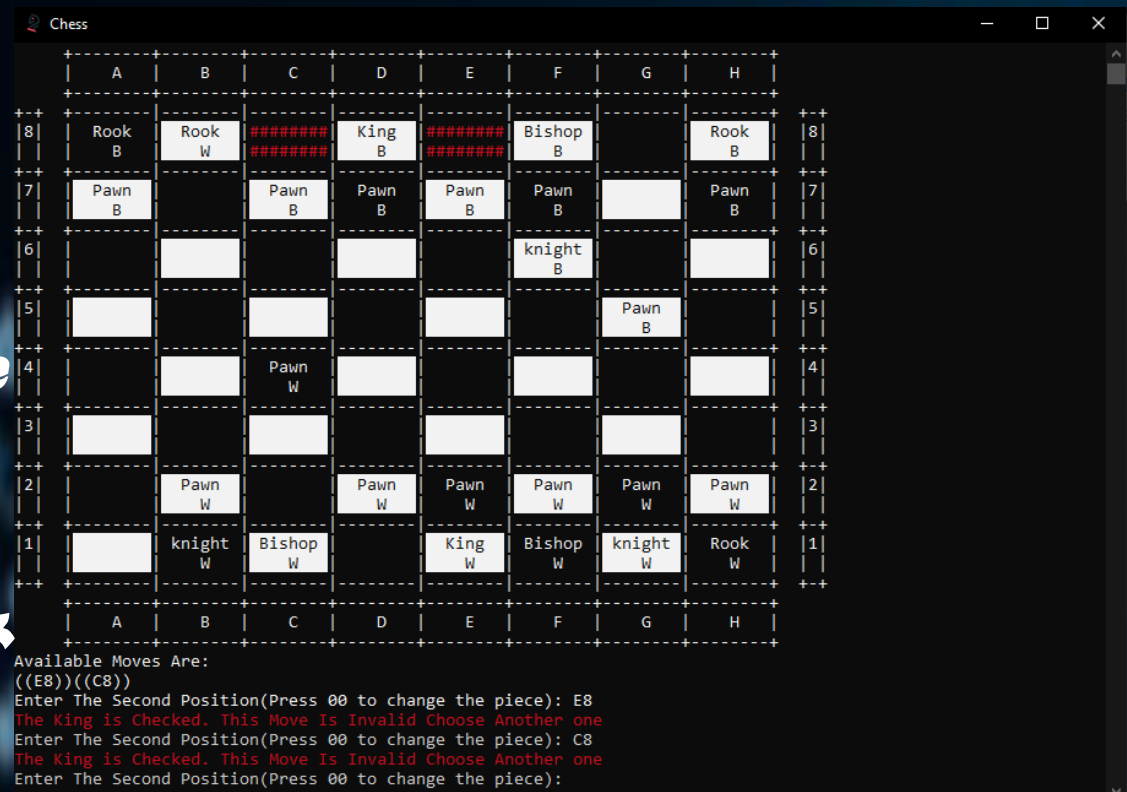 Chess
A B C D E F G H
8 Rook Rook ######## King ######## Bishop Rook 8
B W ######## B ######## B B
7 Pawn Pawn Pawn Pawn Pawn Pawn 7
B B B B B B
6 knight 6
B
5 Pawn 5
B
4 Pawn 4
W
3 3
2 Pawn Pawn Pawn Pawn Pawn Pawn 2
W W W W W W
1 knight Bishop King Bishop knight Rook 1
W W W W W W
A B C D E F G H
Available Moves Are:
((E8))((C8))
Enter The Second Position(Press 00 to change the piece): E8
The King is Checked. This Move Is Invalid Choose Another one
Enter The Second Position(Press 00 to change the piece): C8
The King is Checked. This Move Is Invalid Choose Another one
Enter The Second Position(Press 00 to change the piece):